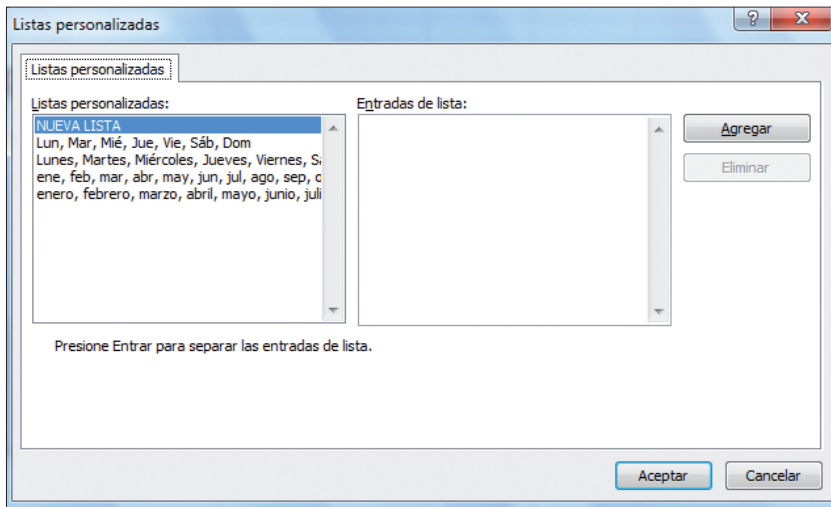 Listas personalizadas
Listas personalizadas
Listas personalizadas:
NUEVA LISTA
Lun, Mar, Mié, Jue, Vie, Sáb, Dom
Lunes, Martes, Miércoles, Jueves, Viernes, Sá
ene, feb, mar, abr, may, jun, jul, ago, sep, o
enero, febrero, marzo, abril, mayo, junio, juli
Entradas de lista:
Agregar
Eliminar
Presione Entrar para separar las entradas de lista.
Aceptar
Cancelar